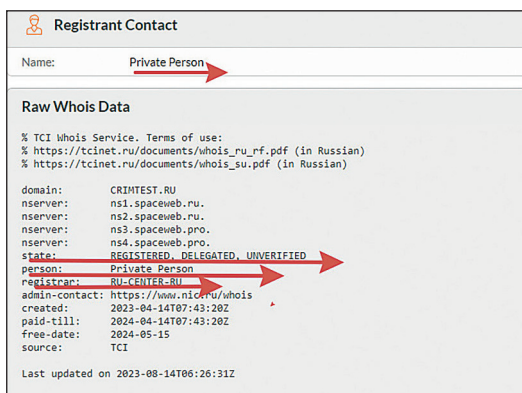 Registrant Contact
Name: Private Person
Raw Whois Data
% TCI Whois Service. Terms of use:
% https://tcinet.ru/documents/whois_ru_rf.pdf (in Russian)
% https://tcinet.ru/documents/whois_su.pdf (in Russian)
domain: CRIMTEST.RU
nserver: ns1.spaceweb.ru.
nserver: ns2.spaceweb.ru.
nserver: ns3.spaceweb.pro.
nserver: ns4.spaceweb.pro.
state: REGISTERED, DELEGATED, UNVERIFIED
person: Private Person
registrar: RU-CENTER-RU
admin-contact: https://www.nic.ru/whois
created: 2023-04-14T07:43:20Z
paid-till: 2024-04-14T07:43:20Z
free-date: 2024-05-15
source: TCI
Last updated on 2023-08-14T06:26:31Z